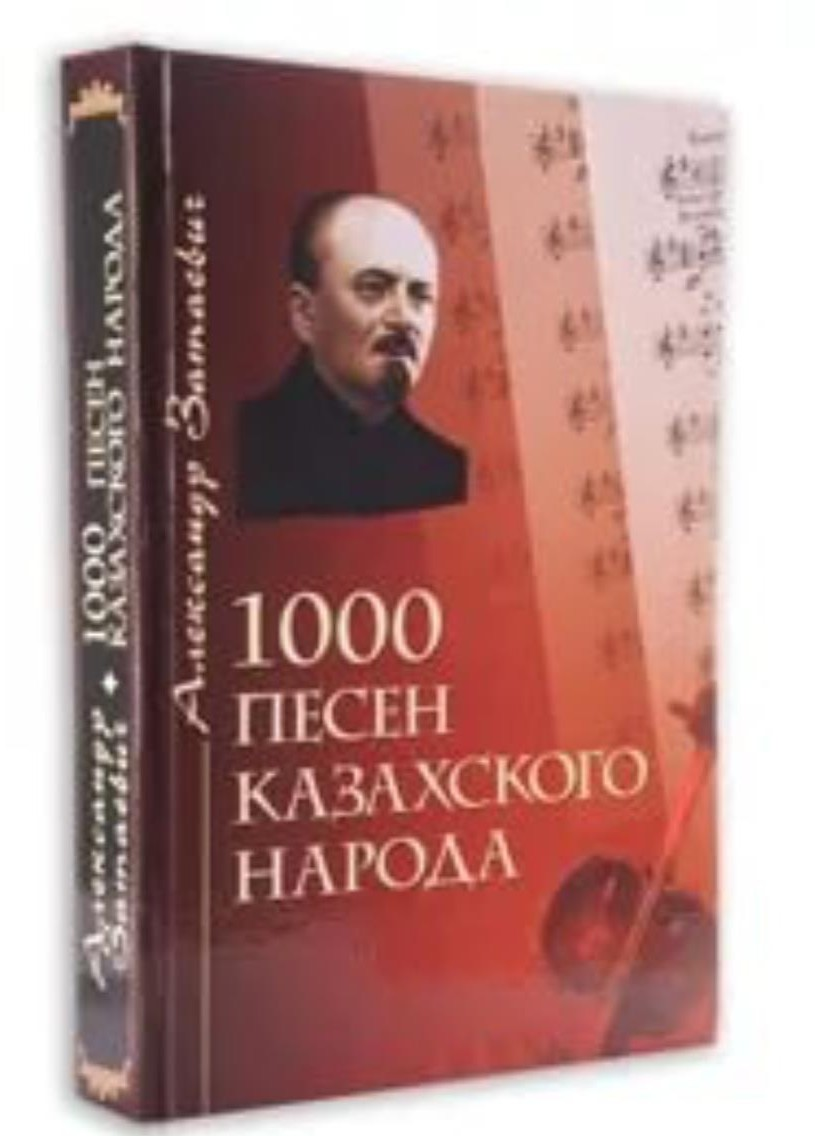 Александр Затаевич
1000
ПЕСЕН
КАЗАХСКОГО
НАРОДА
Александр
Затаевич
1000 ПЕСЕН
КАЗАХСКОГО НАРОДА